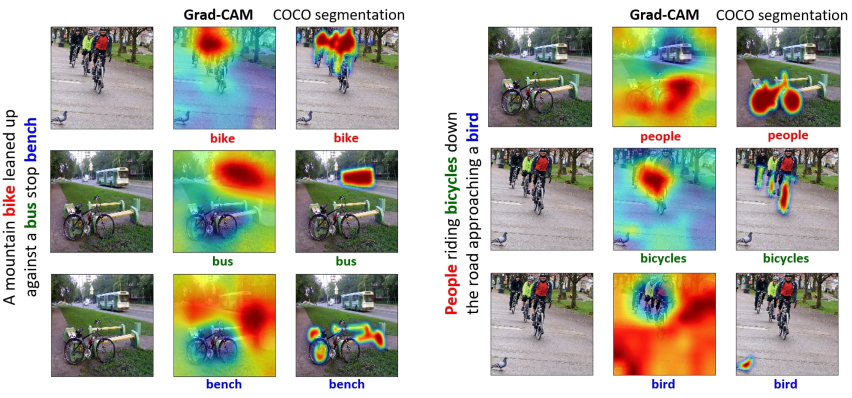 Grad-CAM COCO segmentation
A mountain bike leaned up
against a bus stop bench
bike bike
bus bus
bench bench
Grad-CAM COCO segmentation
People riding bicycles down
the road approaching a bird
people people
bicycles bicycles
bird bird